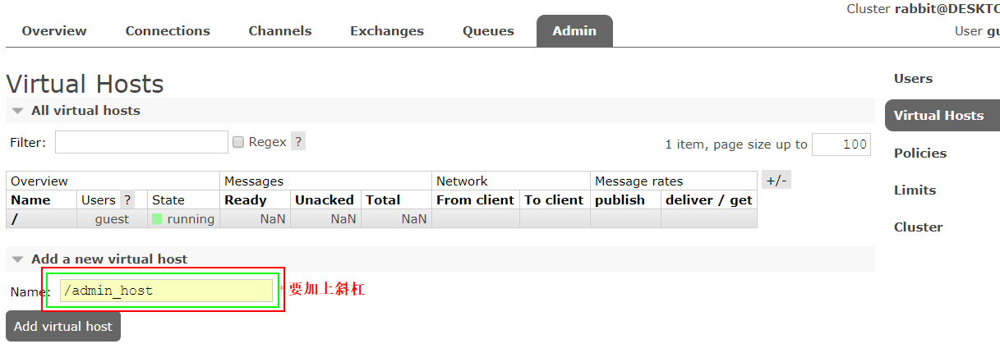 Cluster rabbit@DESKTO
Overview Connections Channels Exchanges Queues Admin User gu
Virtual Hosts
Users
All virtual hosts
Virtual Hosts
Filter: Regex ? 1 item, page size up to 100
Policies
Overview Messages Network Message rates +/-
Limits
Name Users ? State Ready Unacked Total From client To client publish deliver / get
/ guest running NaN NaN NaN
Cluster
Add a new virtual host
Name: /admin_host * 要加上斜杠
Add virtual host